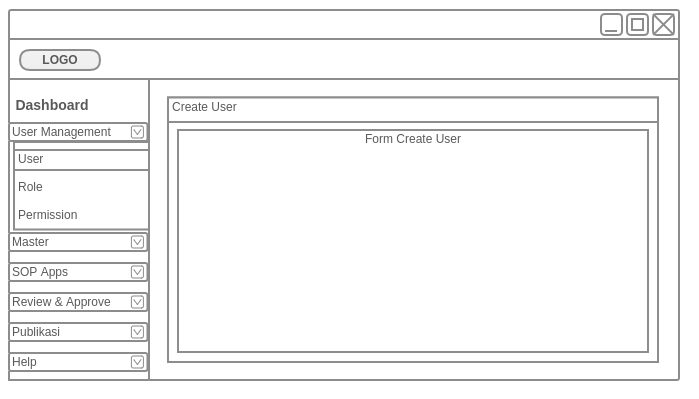 LOGO
Dashboard
User Management
User
Role
Permission
Master
SOP Apps
Review & Approve
Publikasi
Help
Create User
Form Create User